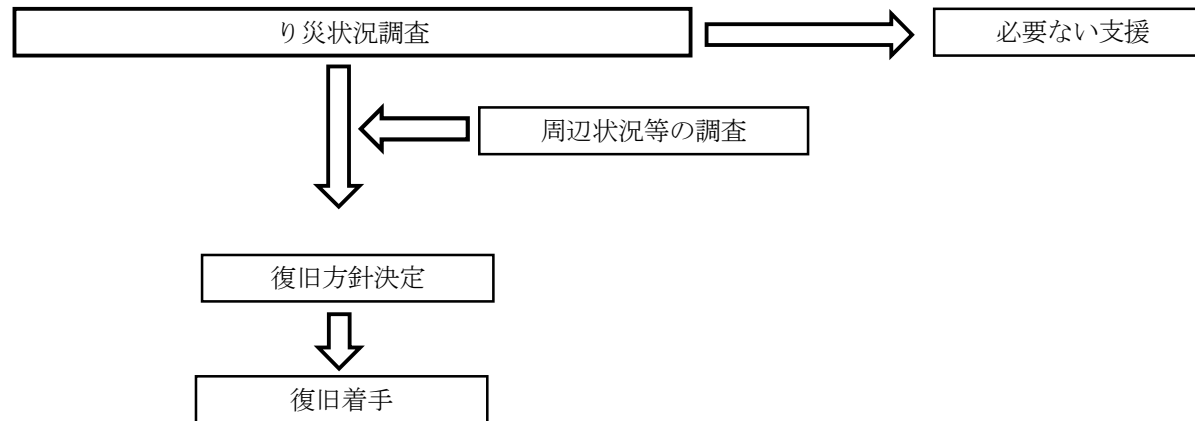 り災状況調査
必要ない支援
周辺状況等の調査
復旧方針決定
復旧着手